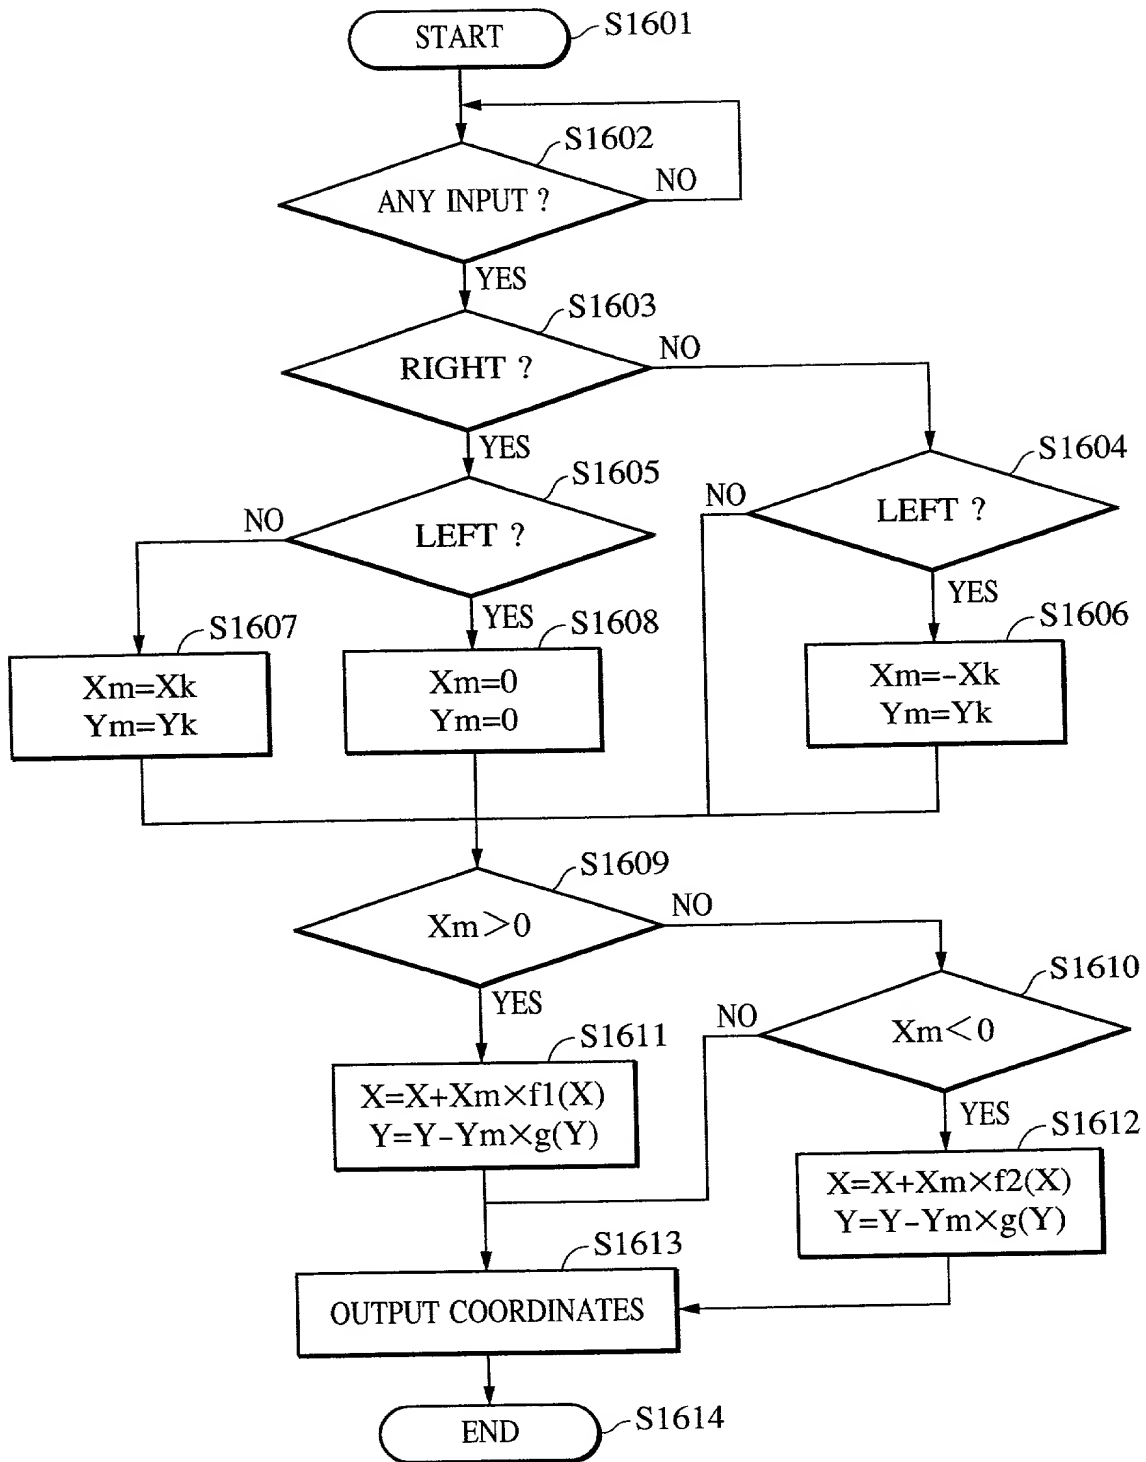 START
S1601
S1602
ANY INPUT ?
NO
YES
S1603
RIGHT ?
NO
YES
S1604
LEFT ?
NO
YES
S1605
LEFT ?
NO
YES
S1607
Xm=Xk
Ym=Yk
S1608
Xm=0
Ym=0
S1606
Xm=-Xk
Ym=Yk
S1609
Xm>0
NO
YES
S1610
Xm<0
NO
YES
S1611
X=X+Xm×f1(X)
Y=Y-Ym×g(Y)
S1612
X=X+Xm×f2(X)
Y=Y-Ym×g(Y)
S1613
OUTPUT COORDINATES
END
S1614